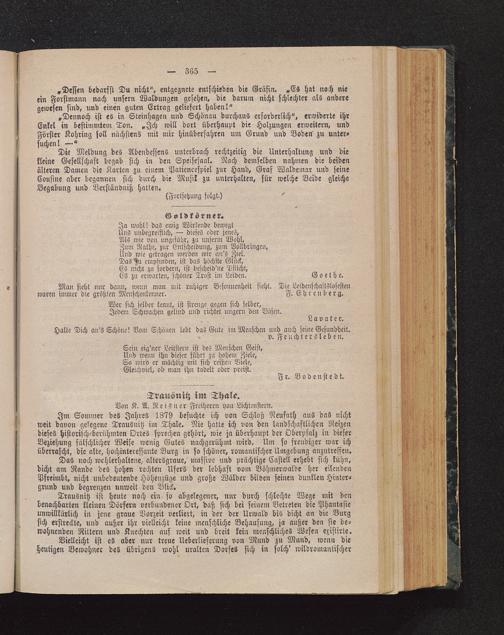 — 365 —
„Dessen bedarfst Du nicht“, entgegnete entschieden die Gräfin. „Es hat noch nie
ein Forstmann nach unsern Waldungen gesehen, die darum nicht schlechter als andere
gewesen sind, und einen guten Ertrag geliefert haben!“
„Dennoch ist es in Steinhagen und Schönau durchaus erforderlich“, erwiderte ihr
Enkel in bestimmtem Ton. „Ich will dort überhaupt die Holzungen erweitern, und
Förster Kohring soll nächstens mit mir hinüberfahren um Grund und Boden zu unter-
suchen! —“
Die Meldung des Abendessens unterbrach rechtzeitig die Unterhaltung und die
kleine Gesellschaft begab sich in den Speisesaal. Nach demselben nahmen die beiden
älteren Damen die Karten zu einem Patiencespiel zur Hand, Graf Waldemar und seine
Cousine aber begannen sich durch die Musik zu unterhalten, für welche Beide gleiche
Begabung und Verständniß hatten.
(Fortsetzung folgt.)
Goldkörner.
Ja wohl! das ewig Wirkende bewegt
Uns unbegreiflich, — dieses oder jenes,
Als wie von ungefähr, zu unserm Wohl,
Zum Rathe, zur Entscheidung, zum Vollbringen,
Und wie getragen werden wir an's Ziel.
Das zu empfinden, ist das höchste Glück,
Es nicht zu fordern, ist bescheid'ne Pflicht,
Es zu erwarten, schöner Trost im Leiden.
Goethe.
Man sieht nur dann, wenn man mit ruhiger Besonnenheit sieht. Die Leidenschaftslosesten
waren immer die größten Menschenkenner. F. Ehrenberg.
Wer sich selber kennt, ist strenge gegen sich selber,
Jedem Schwachen gelind und richtet ungern den Bösen.
Lavater.
Halte Dich an's Schöne! Vom Schönen lebt das Gute im Menschen und auch seine Gesundheit.
v. Feuchtersleben.
Sein eig'ner Leitstern ist des Menschen Geist,
Und wenn ihn dieser führt zu hohem Ziele,
So wird er mächtig mit sich reißen Viele,
Gleichviel, ob man ihn tadelt oder preist.
Fr. Bodenstedt.
Trausnitz im Thale.
Von K. A. Reisner Freiherrn von Lichtenstern.
Im Sommer des Jahres 1879 besuchte ich von Schloß Neusath aus das nicht
weit davon gelegene Trausnitz im Thale. Nie hatte ich von den landschaftlichen Reizen
dieses historisch-berühmten Ortes sprechen gehört, wie ja überhaupt der Oberpfalz in dieser
Beziehung fälschlicher Weise wenig Gutes nachgerühmt wird. Um so freudiger war ich
überrascht, die alte, hochinteressante Burg in so schöner, romantischer Umgebung anzutreffen.
Das noch wohlerhaltene, altersgraue, massive und prächtige Castell erhebt sich kühn,
dicht am Rande des hohen rechten Ufers der lebhaft vom Böhmerwalde her eilenden
Pfreimdt, nicht unbedeutende Höhenzüge und große Wälder bilden seinen dunklen Hinter-
grund und begrenzen unweit den Blick.
Trausnitz ist heute noch ein so abgelegener, nur durch schlechte Wege mit den
benachbarten kleinen Dörfern verbundener Ort, daß sich bei seinem Betreten die Phantasie
unwillkürlich in jene graue Vorzeit verliert, in der der Urwald bis dicht an die Burg
sich erstreckte, und außer ihr vielleicht keine menschliche Behausung, ja außer den sie be-
wohnenden Rittern und Knechten auf weit und breit kein menschliches Wesen existirte.
Vielleicht ist es aber nur treue Ueberlieferung von Mund zu Mund, wenn die
heutigen Bewohner des übrigens wohl uralten Dorfes sich in solch' wildromantischer